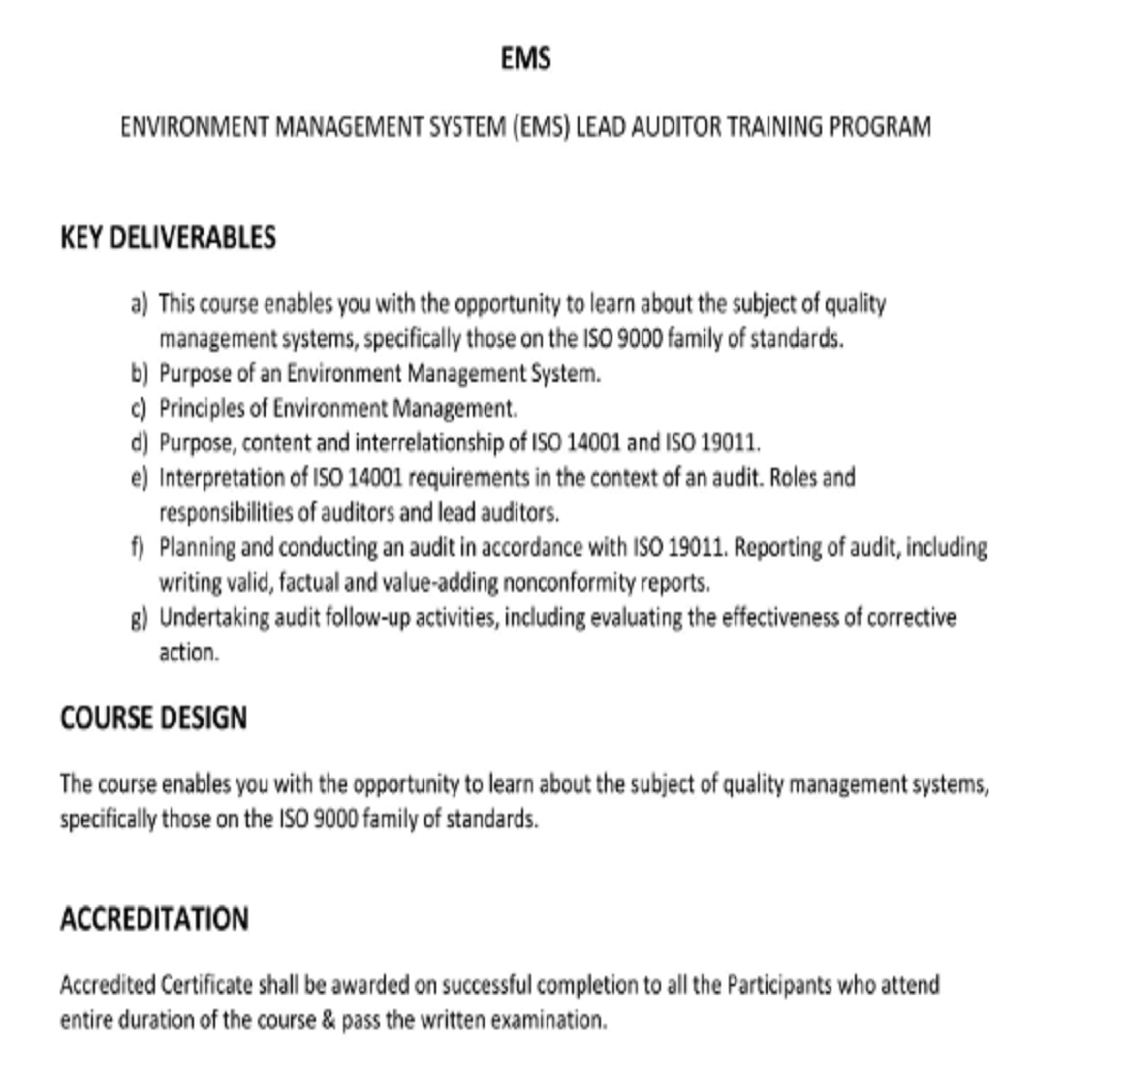 EMS
ENVIRONMENT MANAGEMENT SYSTEM (EMS) LEAD AUDITOR TRAINING PROGRAM
KEY DELIVERABLES
a) This course enables you with the opportunity to learn about the subject of quality
management systems, specifically those on the ISO 9000 family of standards.
b) Purpose of an Environment Management System.
c) Principles of Environment Management.
d) Purpose, content and interrelationship of ISO 14001 and ISO 19011.
e) Interpretation of ISO 14001 requirements in the context of an audit. Roles and
responsibilities of auditors and lead auditors.
f) Planning and conducting an audit in accordance with ISO 19011. Reporting of audit, including
writing valid, factual and value-adding nonconformity reports.
g) Undertaking audit follow-up activities, including evaluating the effectiveness of corrective
action.
COURSE DESIGN
The course enables you with the opportunity to learn about the subject of quality management systems,
specifically those on the ISO 9000 family of standards.
ACCREDITATION
Accredited Certificate shall be awarded on successful completion to all the Participants who attend
entire duration of the course & pass the written examination.